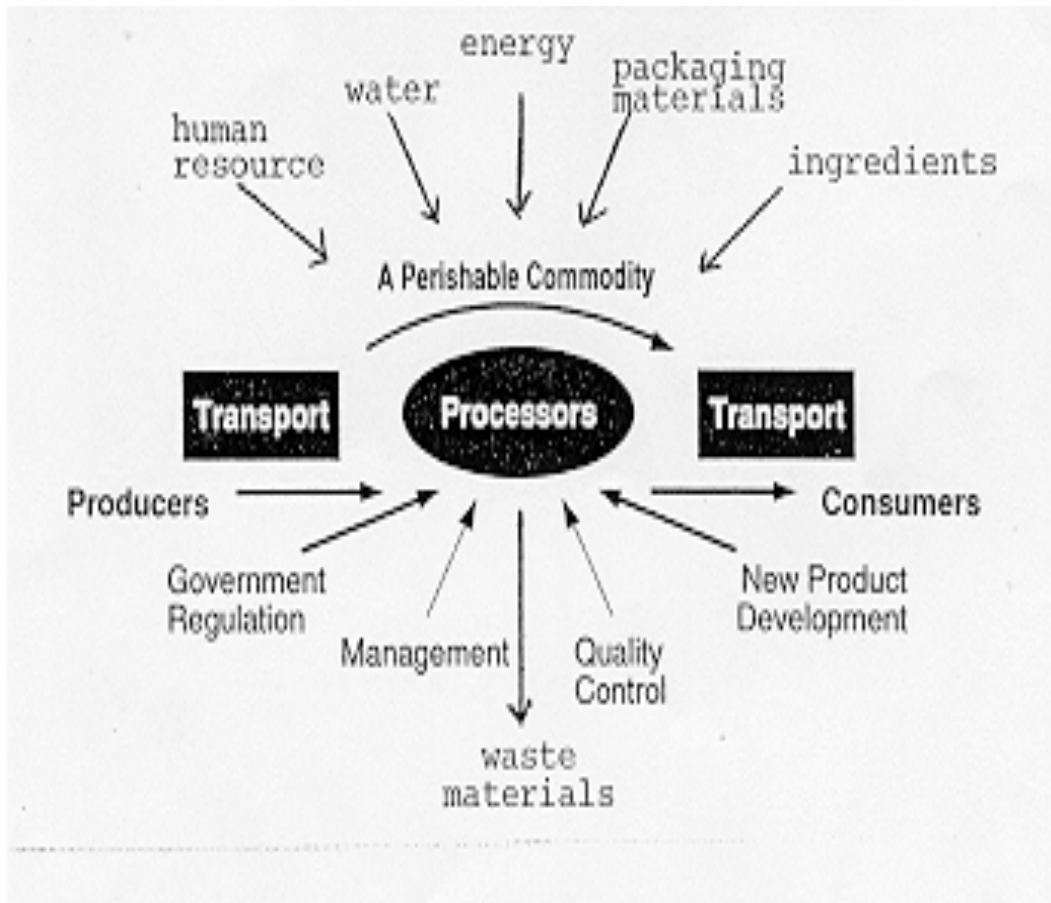 energy
packaging
materials
water
human
resource
ingredients
A Perishable Commodity
Transport
Processors
Transport
Producers
Consumers
Government
Regulation
New Product
Development
Management
Quality
Control
waste
materials